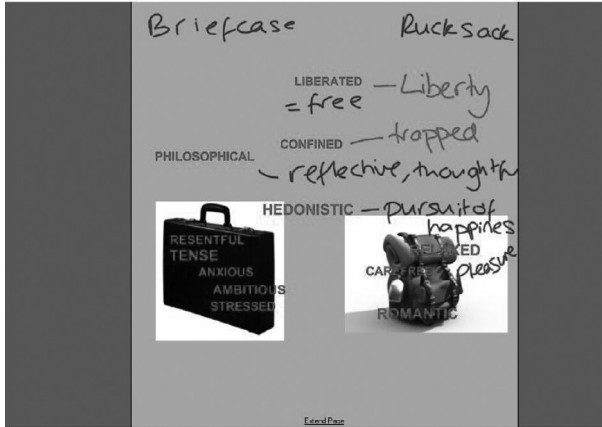 Briefcase Rucksack
LIBERATED – Liberty
= free
CONFINED – trapped
PHILOSOPHICAL
– reflective, thoughtful
HEDONISTIC – pursuit of
happines
pleasure
RESENTFUL
TENSE
ANXIOUS
AMBITIOUS
STRESSED
RELAXED
CAREFREE
ROMANTIC
Extend Page